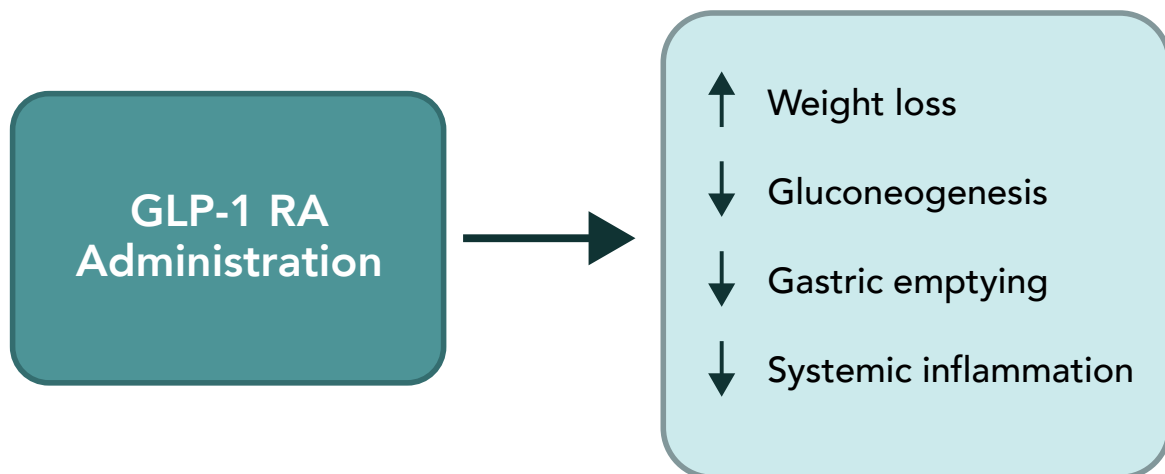 GLP-1 RA
Administration
Weight loss
Gluconeogenesis
Gastric emptying
Systemic inflammation